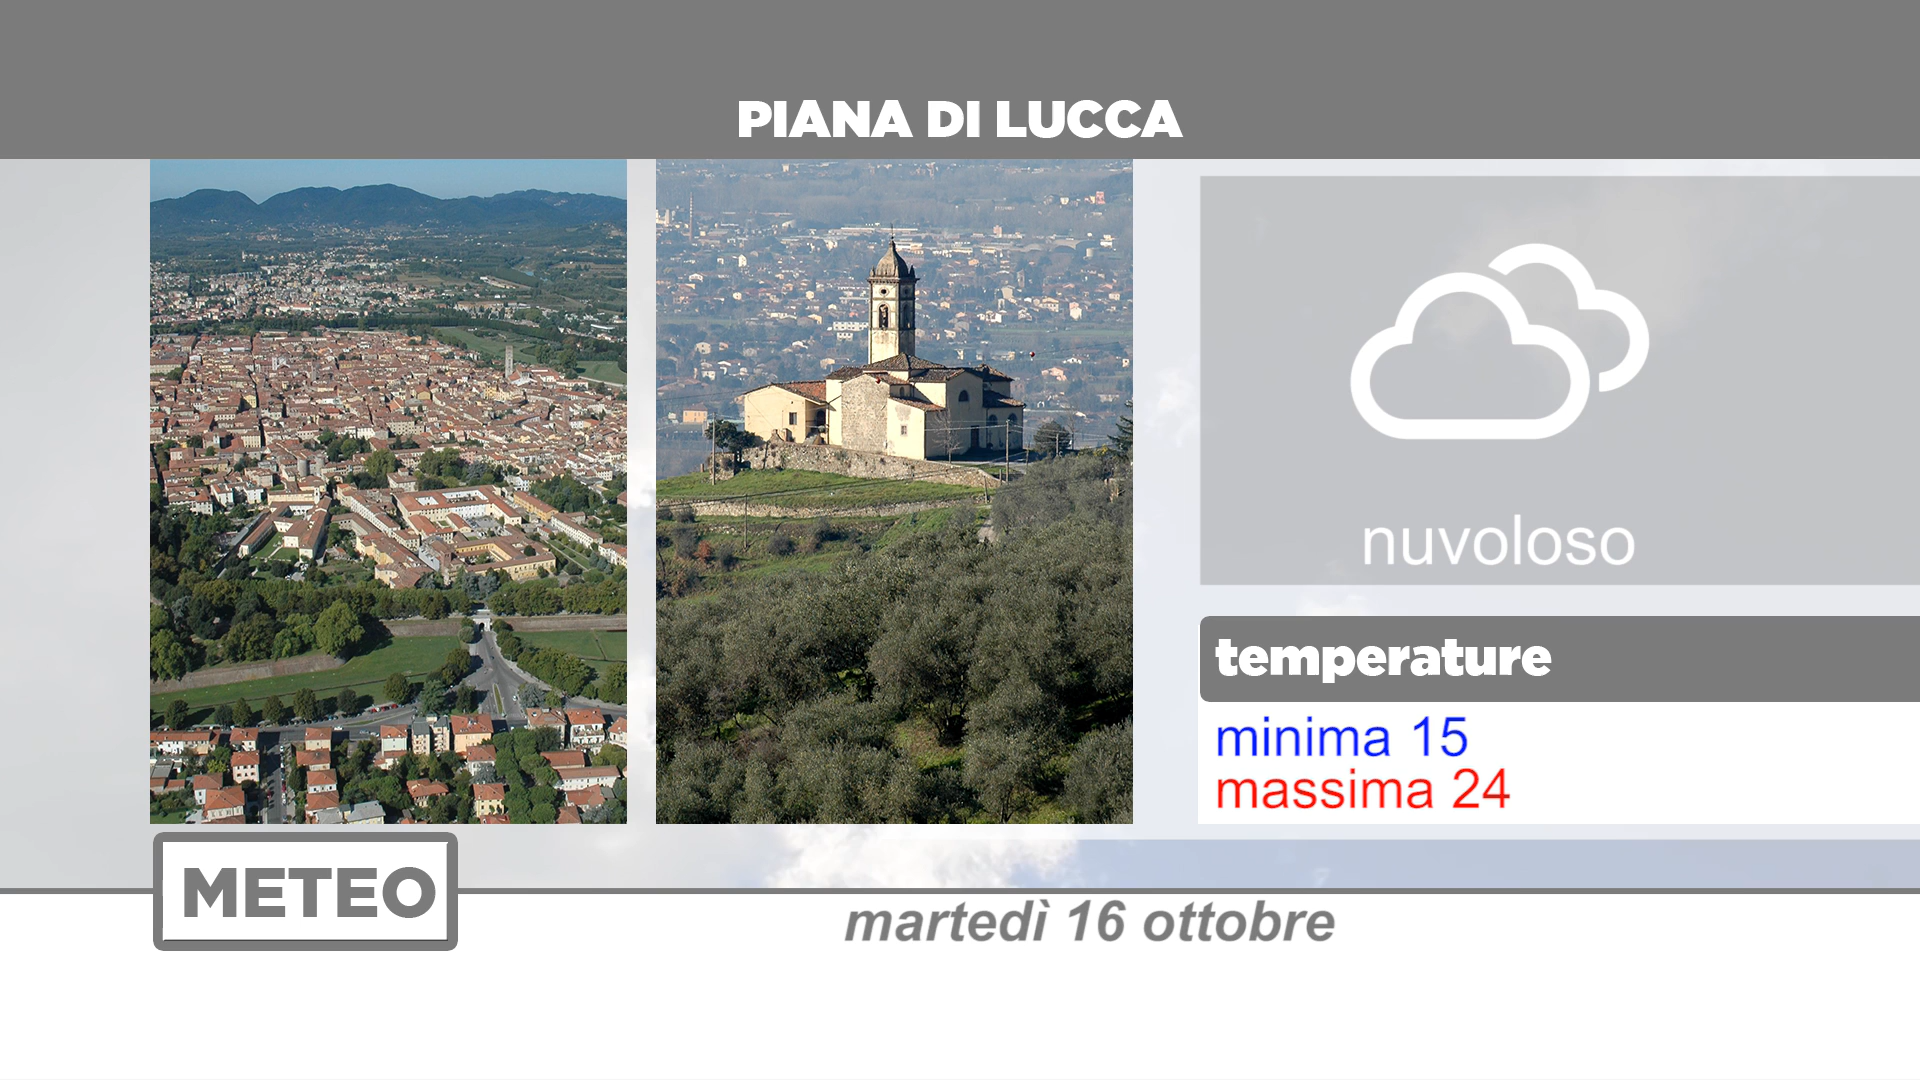 PIANA DI LUCCA
nuvoloso
temperature
minima 15
massima 24
METEO
martedì 16 ottobre